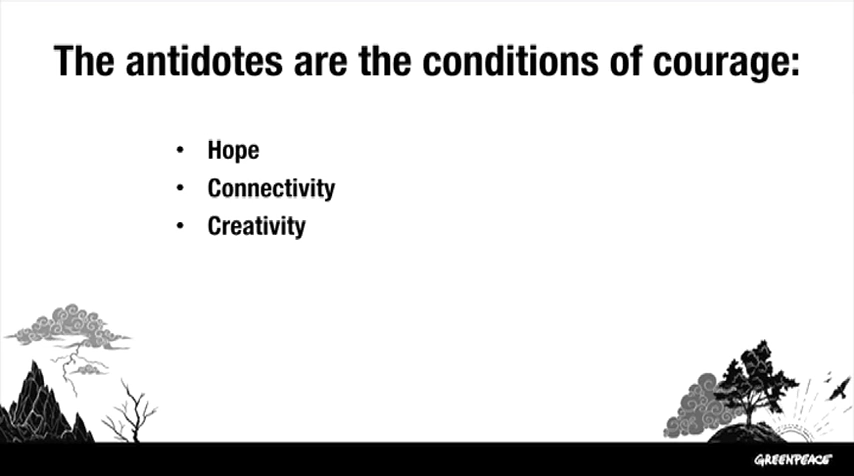 The antidotes are the conditions of courage:
• Hope
• Connectivity
• Creativity
GREENPEACE